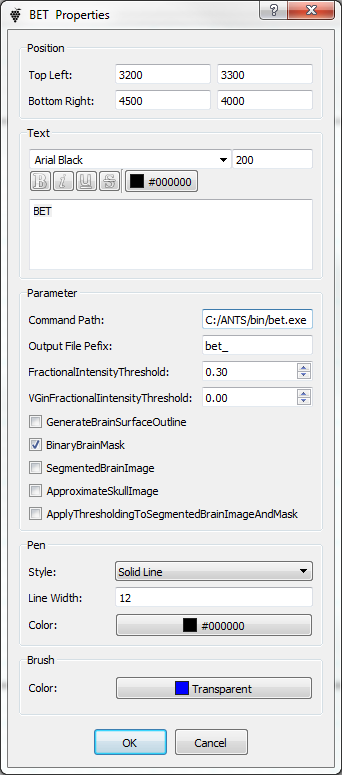 BET Properties
?
Position
Top Left: 3200 3300
Bottom Right: 4500 4000
Text
Arial Black 200
B i U S #000000
BET
Parameter
Command Path: C:/ANTS/bin/bet.exe
Output File Pefix: bet_
FractionalIntensityThreshold: 0.30
VGinFractionalIintensityThreshold: 0.00
GenerateBrainSurfaceOutline
BinaryBrainMask
SegmentedBrainImage
ApproximateSkullImage
ApplyThresholdingToSegmentedBrainImageAndMask
Pen
Style: Solid Line
Line Width: 12
Color: #000000
Brush
Color: Transparent
OK Cancel